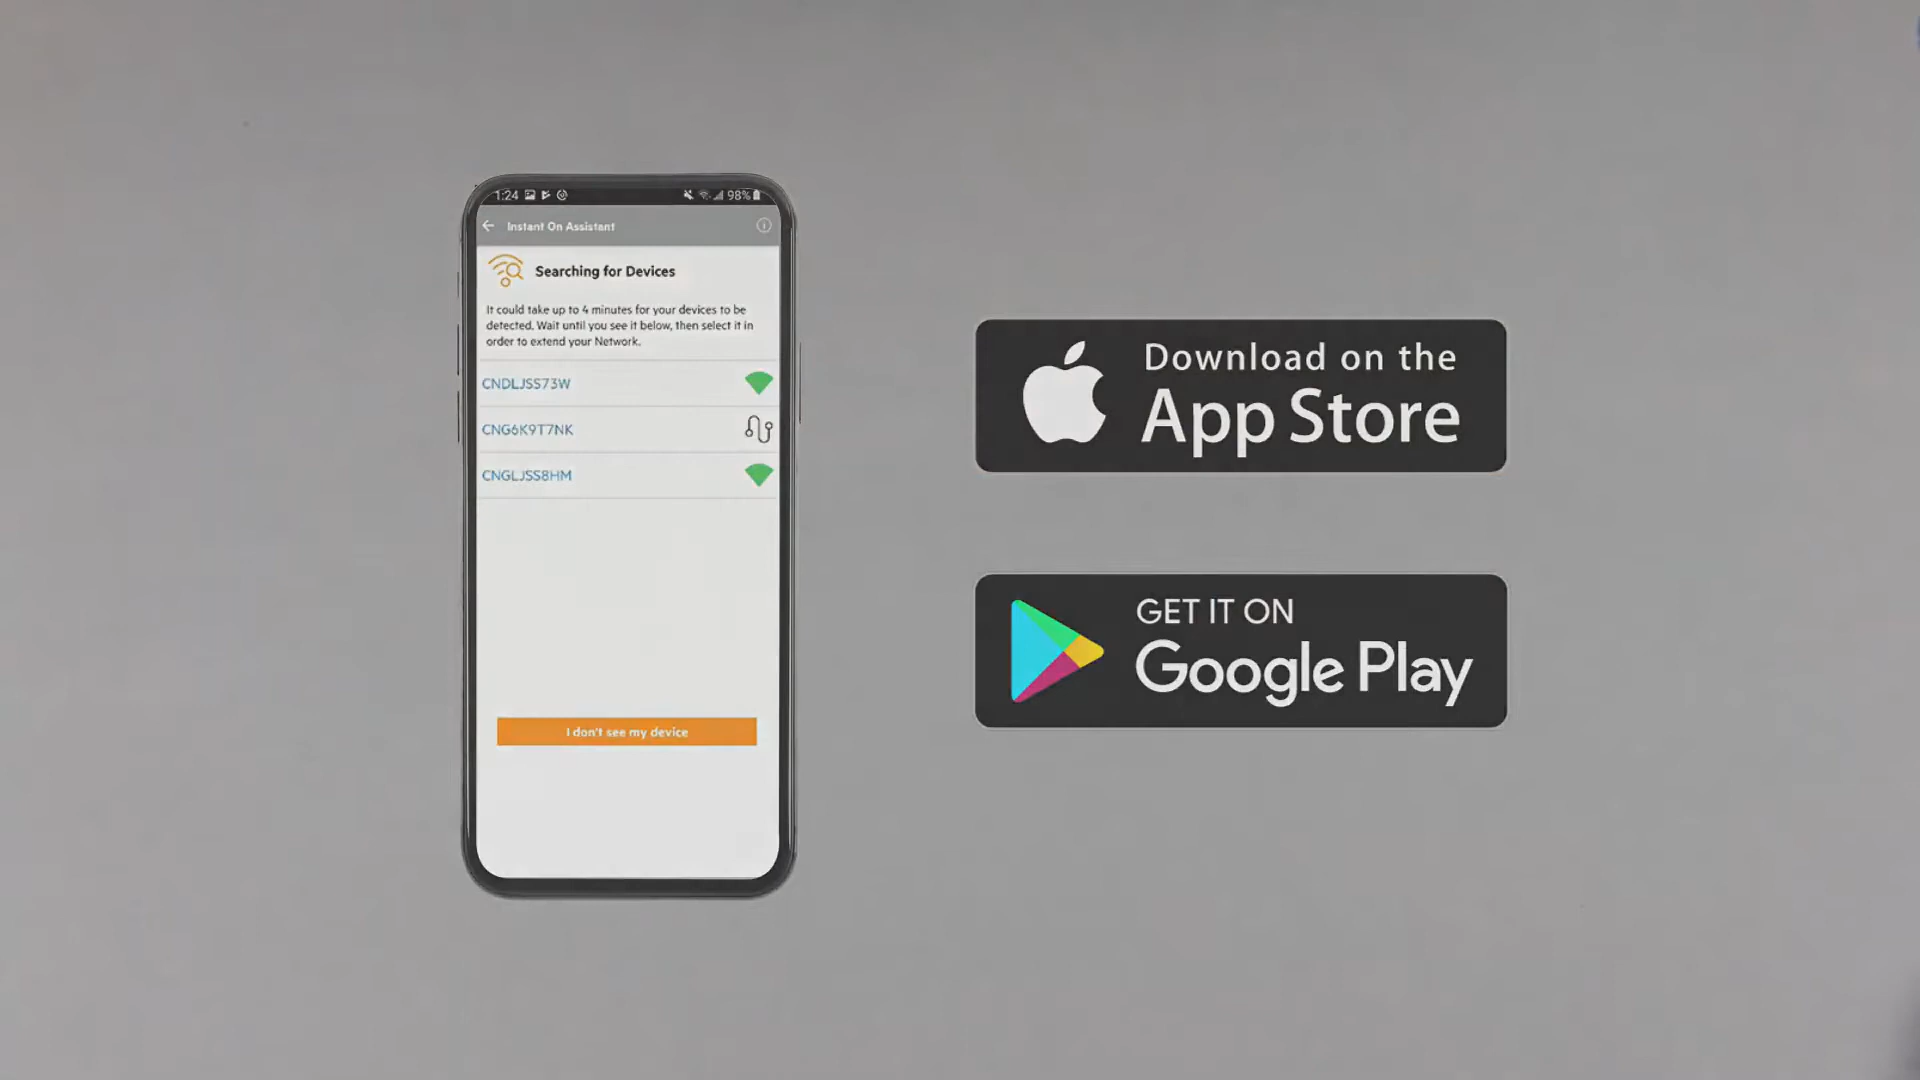 1:24
98%
Instant On Assistant
Searching for Devices
It could take up to 4 minutes for your devices to be
detected. Wait until you see it below, then select it in
order to extend your Network.
CNDLJSS73W
CNG6K9T7NK
CNGLJSS8HM
I don't see my device
Download on the
App Store
GET IT ON
Google Play